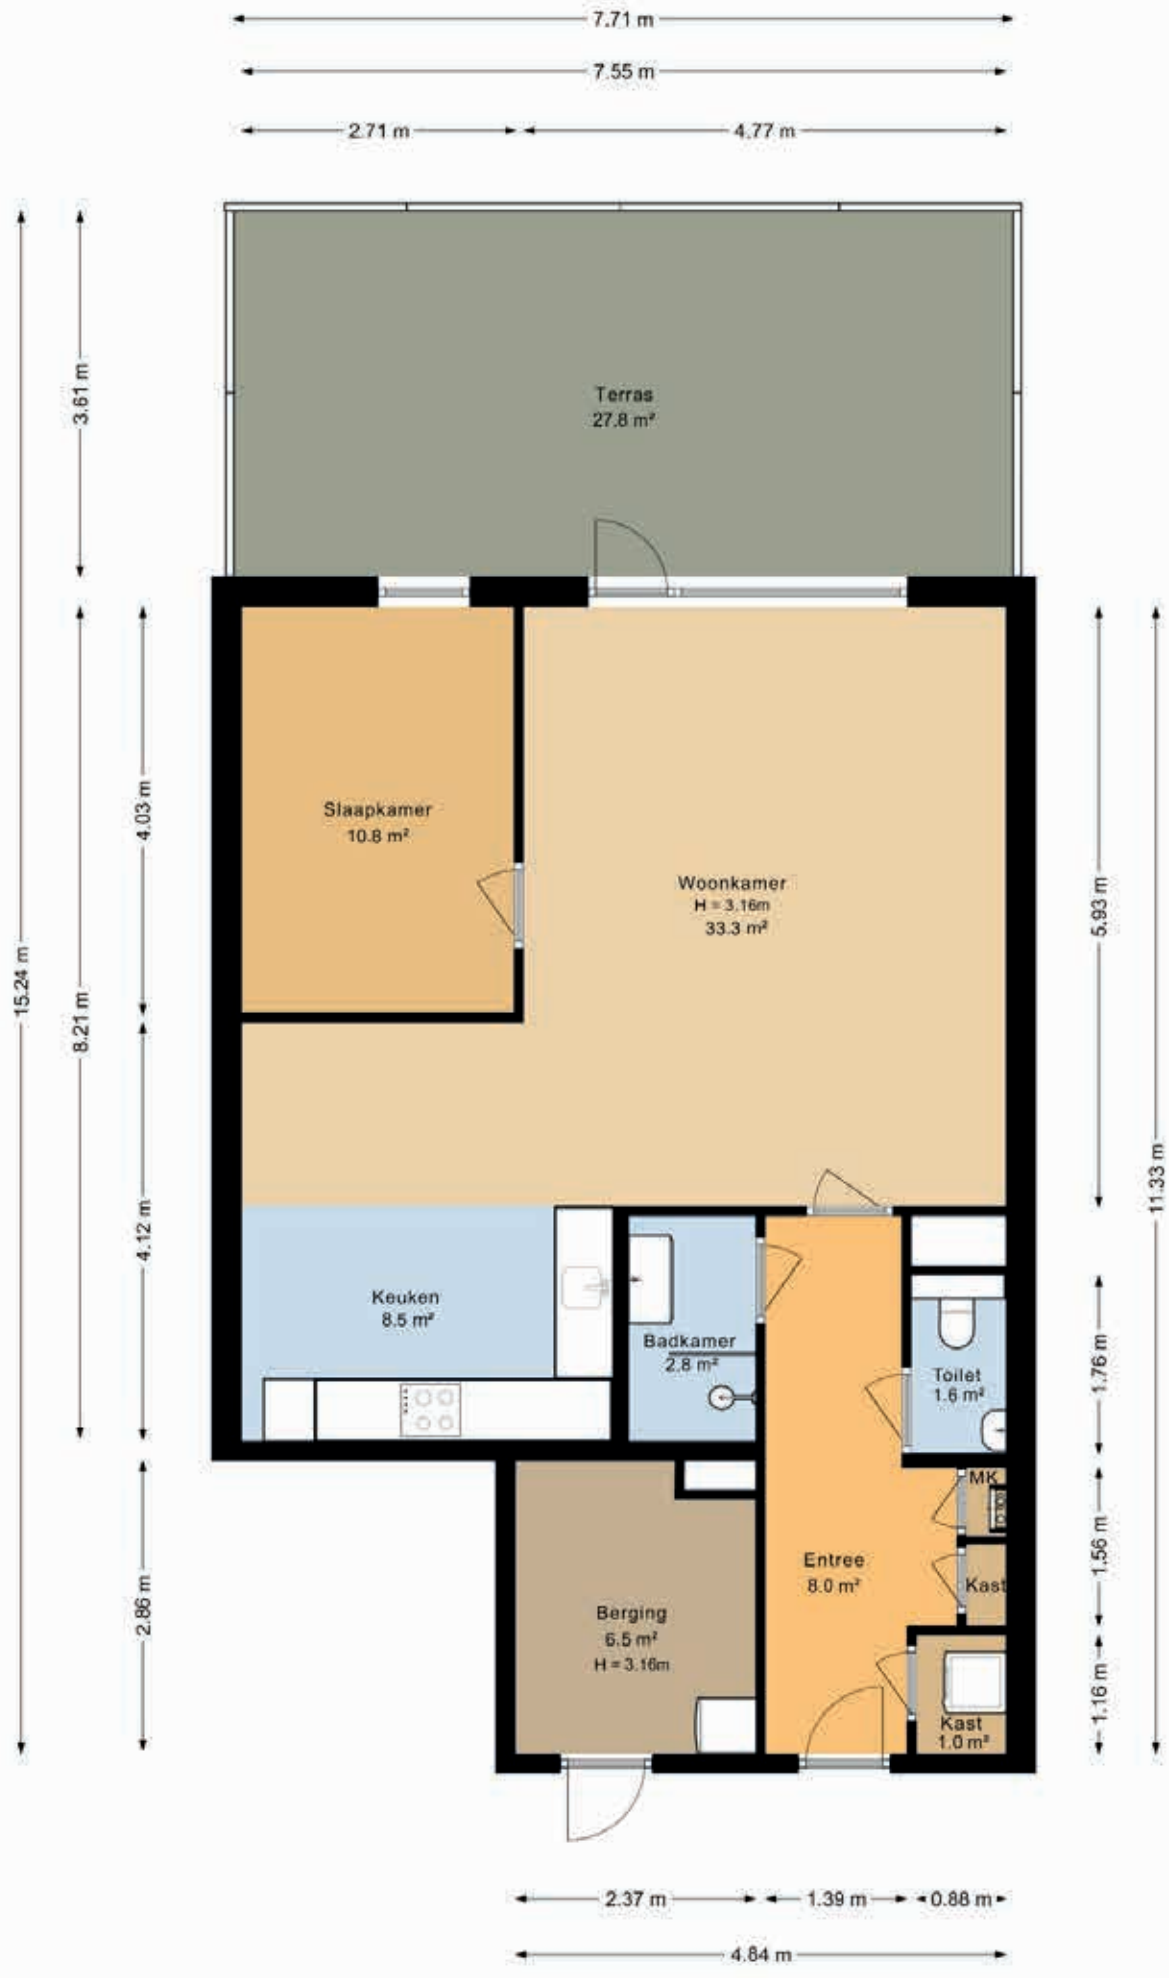 7.71 m
7.55 m
2.71 m
4.77 m
15.24 m
3.61 m
8.21 m
4.03 m
4.12 m
2.86 m
Terras
27.8 m²
Slaapkamer
10.8 m²
Woonkamer
H = 3.16m
33.3 m²
Keuken
8.5 m²
Badkamer
2.8 m²
Toilet
1.6 m²
MK
Kast
Entree
8.0 m²
Berging
6.5 m²
H = 3.16m
Kast
1.0 m²
5.93 m
11.33 m
1.76 m
1.56 m
1.16 m
2.37 m
1.39 m
0.88 m
4.84 m